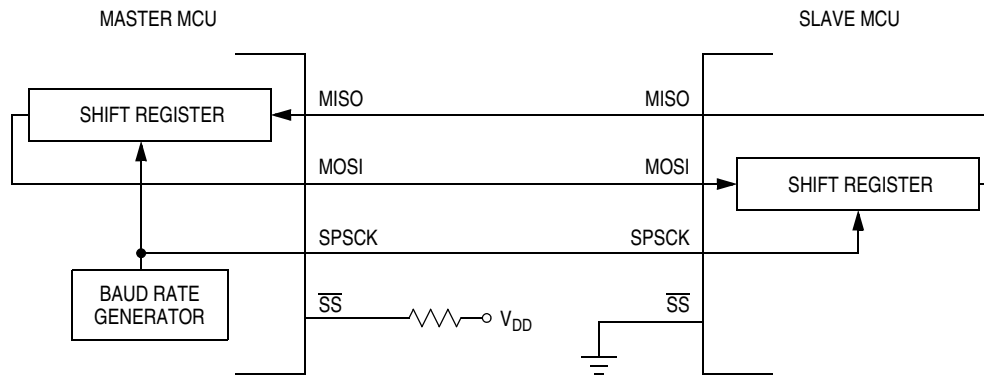 MASTER MCU
SLAVE MCU
SHIFT REGISTER
MISO
MISO
MOSI
MOSI
SHIFT REGISTER
SPSCK
SPSCK
BAUD RATE
GENERATOR
SS
VDD
SS